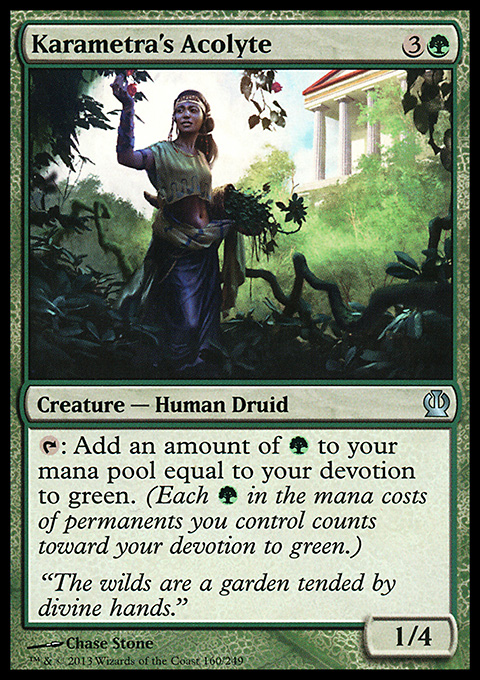 Karametra's Acolyte 3
Creature — Human Druid
: Add an amount of to your
mana pool equal to your devotion
to green. (Each in the mana costs
of permanents you control counts
toward your devotion to green.)
“The wilds are a garden tended by
divine hands.”
Chase Stone
1/4
™ & © 2013 Wizards of the Coast 160/249